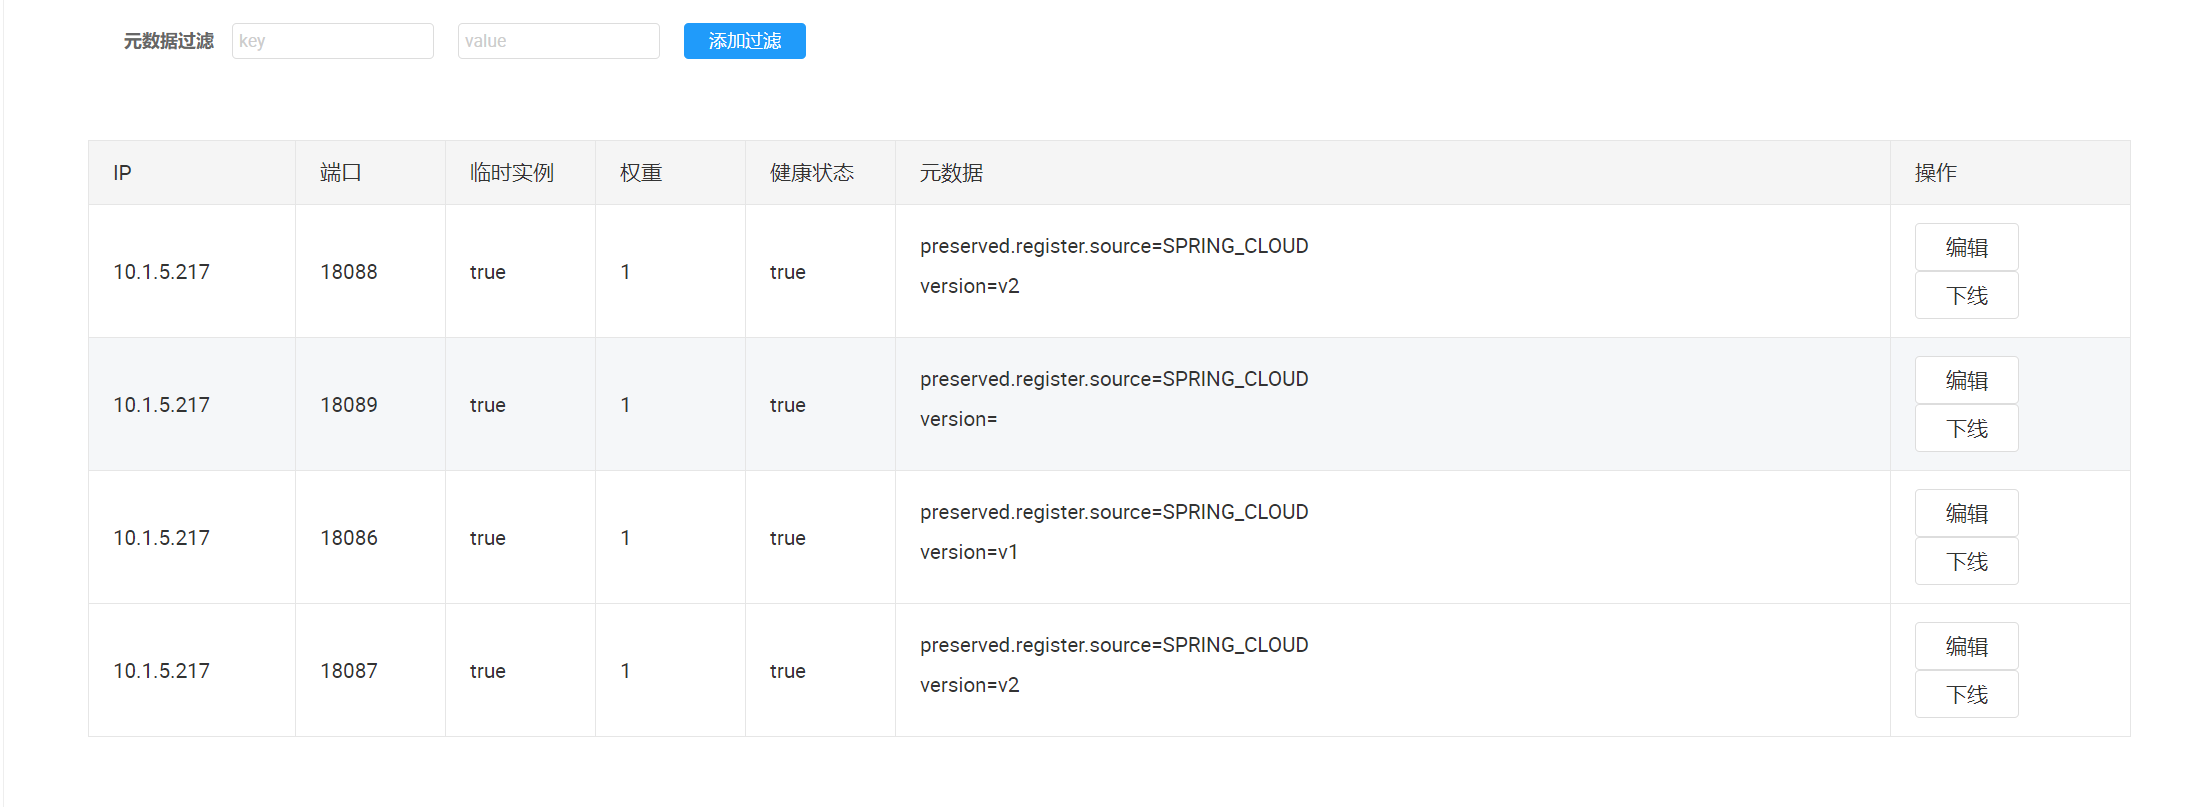 元数据过滤 key value 添加过滤
IP 端口 临时实例 权重 健康状态 元数据 操作
10.1.5.217 18088 true 1 true preserved.register.source=SPRING_CLOUD
version=v2
编辑
下线
10.1.5.217 18089 true 1 true preserved.register.source=SPRING_CLOUD
version=
编辑
下线
10.1.5.217 18086 true 1 true preserved.register.source=SPRING_CLOUD
version=v1
编辑
下线
10.1.5.217 18087 true 1 true preserved.register.source=SPRING_CLOUD
version=v2
编辑
下线